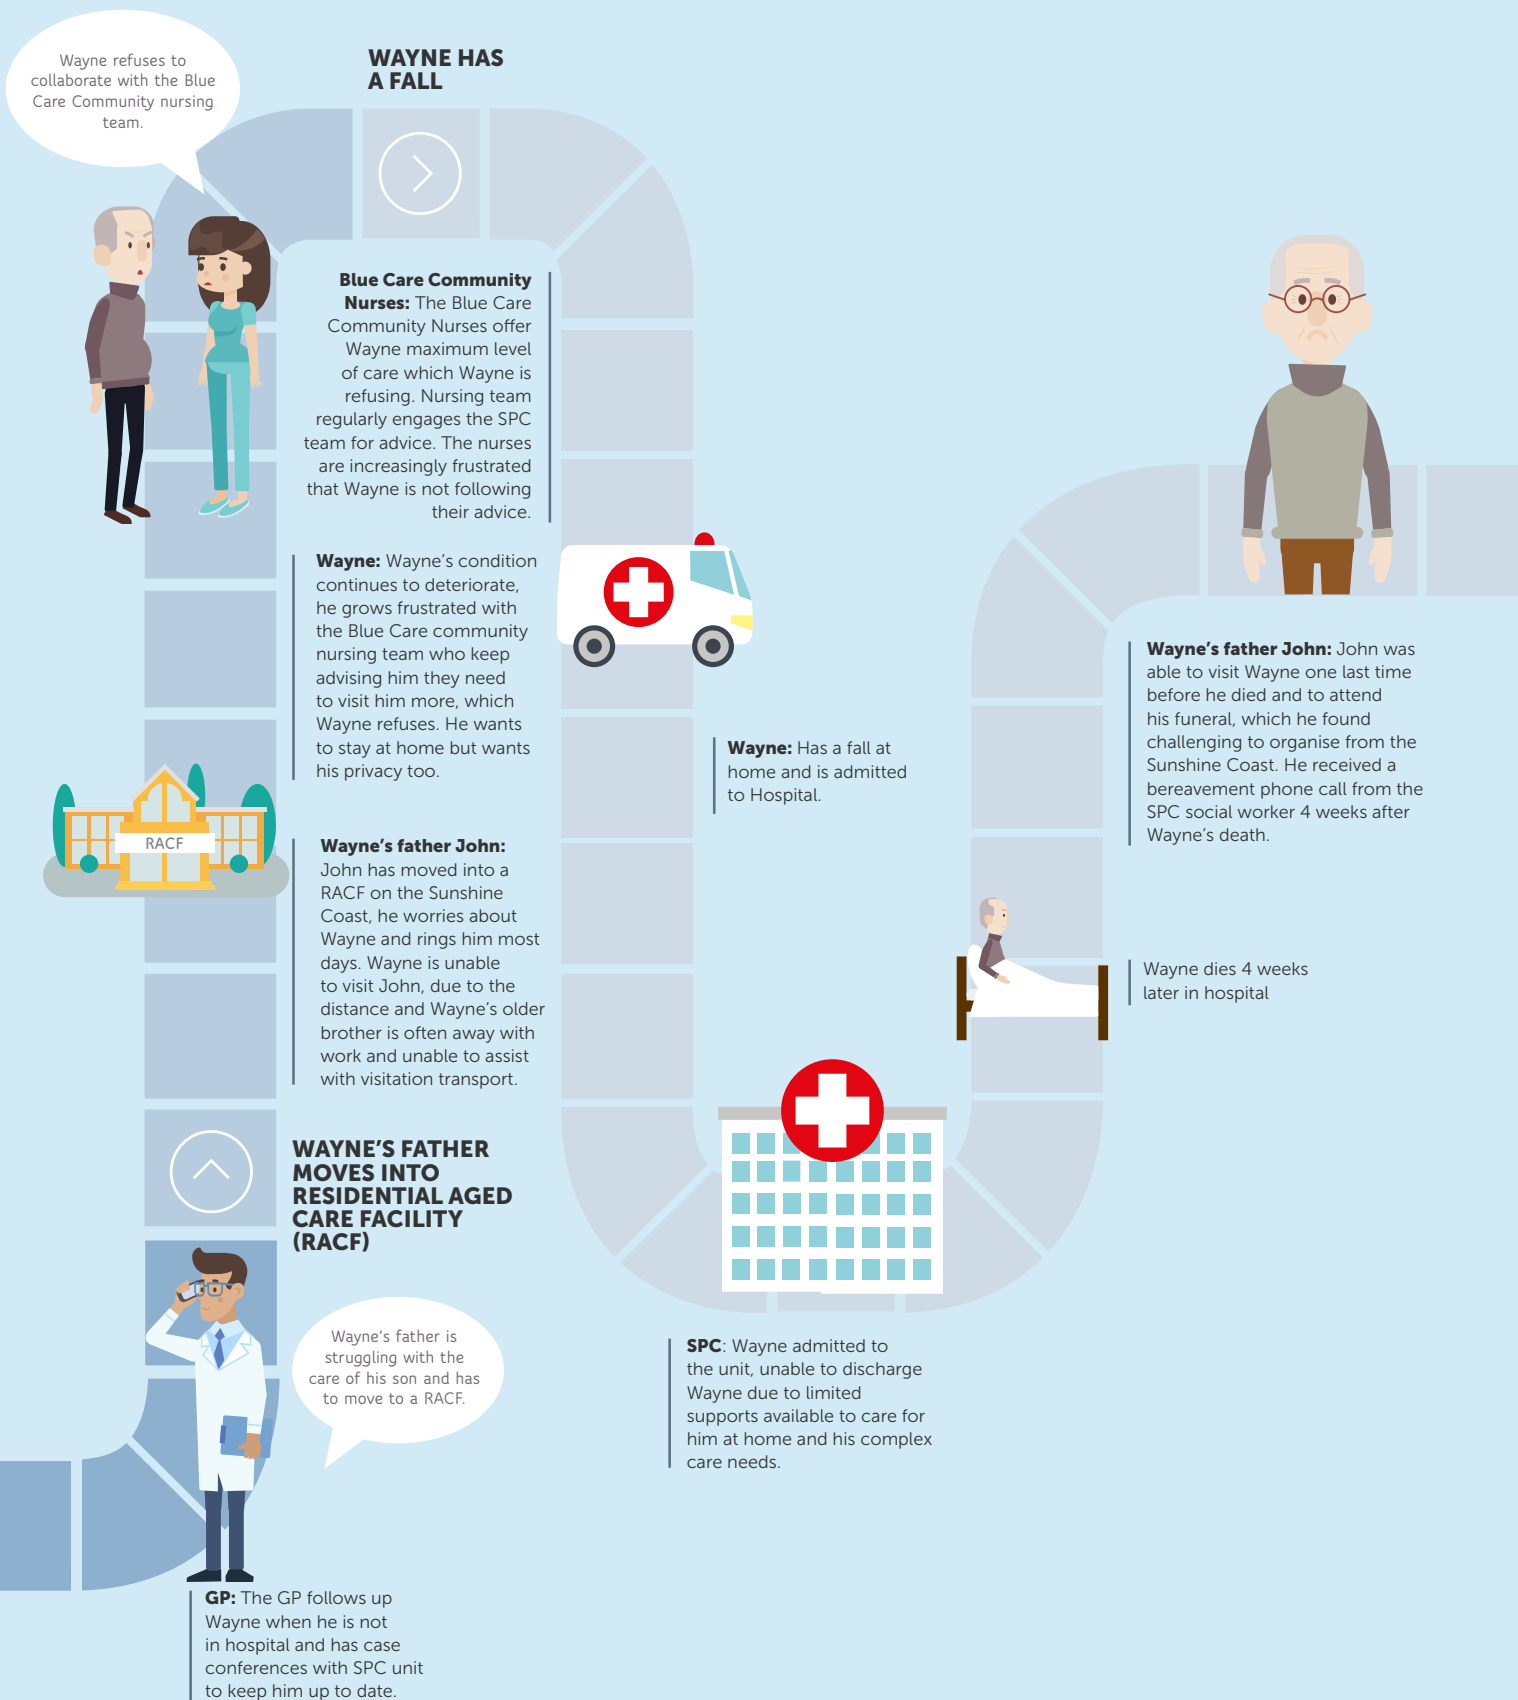 Wayne refuses to
collaborate with the Blue
Care Community nursing
team.
WAYNE HAS
A FALL
Blue Care Community
Nurses: The Blue Care
Community Nurses offer
Wayne maximum level
of care which Wayne is
refusing. Nursing team
regularly engages the SPC
team for advice. The nurses
are increasingly frustrated
that Wayne is not following
their advice.
Wayne: Wayne's condition
continues to deteriorate,
he grows frustrated with
the Blue Care community
nursing team who keep
advising him they need
to visit him more, which
Wayne refuses. He wants
to stay at home but wants
his privacy too.
RACF
Wayne's father John:
John has moved into a
RACF on the Sunshine
Coast, he worries about
Wayne and rings him most
days. Wayne is unable
to visit John, due to the
distance and Wayne's older
brother is often away with
work and unable to assist
with visitation transport.
WAYNE'S FATHER
MOVES INTO
RESIDENTIAL AGED
CARE FACILITY
(RACF)
Wayne's father is
struggling with the
care of his son and has
to move to a RACF.
GP: The GP follows up
Wayne when he is not
in hospital and has case
conferences with SPC unit
to keep him up to date.
Wayne: Has a fall at
home and is admitted
to Hospital.
SPC: Wayne admitted to
the unit, unable to discharge
Wayne due to limited
supports available to care for
him at home and his complex
care needs.
Wayne's father John: John was
able to visit Wayne one last time
before he died and to attend
his funeral, which he found
challenging to organise from the
Sunshine Coast. He received a
bereavement phone call from the
SPC social worker 4 weeks after
Wayne's death.
Wayne dies 4 weeks
later in hospital